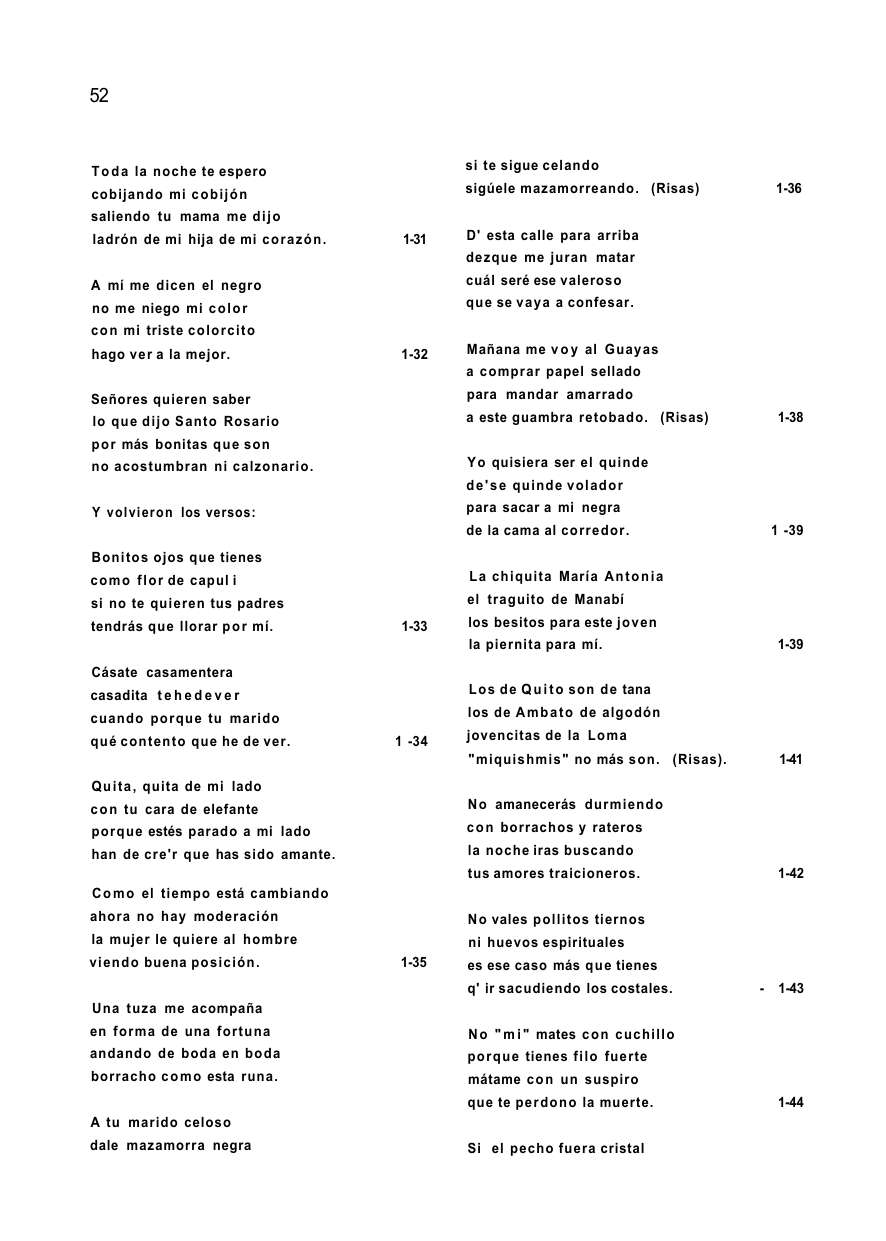 52
Toda la noche te espero
cobijando mi cobijón
saliendo tu mama me dijo
ladrón de mi hija de mi corazón. 1-31
A mí me dicen el negro
no me niego mi color
con mi triste colorcito
hago ver a la mejor. 1-32
Señores quieren saber
lo que dijo Santo Rosario
por más bonitas que son
no acostumbran ni calzonario.
Y volvieron los versos:
Bonitos ojos que tienes
como flor de capul i
si no te quieren tus padres
tendrás que llorar por mí. 1-33
Cásate casamentera
casadita t e h e d e v e r
cuando porque tu marido
qué contento que he de ver. 1 -34
Quita, quita de mi lado
con tu cara de elefante
porque estés parado a mi lado
han de cre'r que has sido amante.
Como el tiempo está cambiando
ahora no hay moderación
la mujer le quiere al hombre
viendo buena posición. 1-35
Una tuza me acompaña
en forma de una fortuna
andando de boda en boda
borracho como esta runa.
A tu marido celoso
dale mazamorra negra
si te sigue celando
sigúele mazamorreando. (Risas) 1-36
D' esta calle para arriba
dezque me juran matar
cuál seré ese valeroso
que se vaya a confesar.
Mañana me voy al Guayas
a comprar papel sellado
para mandar amarrado
a este guambra retobado. (Risas) 1-38
Yo quisiera ser el quinde
de'se quinde volador
para sacar a mi negra
de la cama al corredor. 1 -39
La chiquita María Antonia
el traguito de Manabí
los besitos para este joven
la piernita para mí. 1-39
Los de Quito son de tana
los de Ambato de algodón
jovencitas de la Loma
"miquishmis" no más son. (Risas). 1-41
No amanecerás durmiendo
con borrachos y rateros
la noche iras buscando
tus amores traicioneros. 1-42
No vales pollitos tiernos
ni huevos espirituales
es ese caso más que tienes
q' ir sacudiendo los costales. - 1-43
No "mi" mates con cuchillo
porque tienes filo fuerte
mátame con un suspiro
que te perdono la muerte. 1-44
Si el pecho fuera cristal